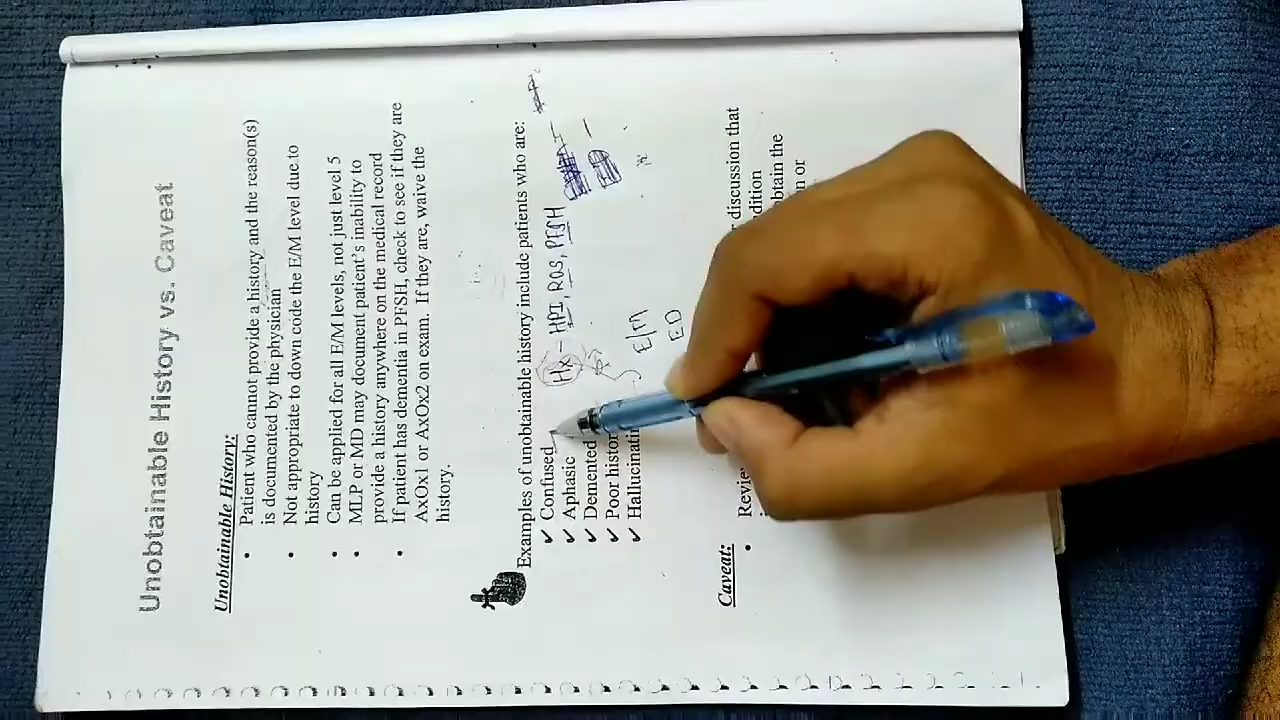 Unobtainable History vs. Caveat
Unobtainable History:
• Patient who cannot provide a history and the reason(s)
is documented by the physician
• Not appropriate to down code the E/M level due to
history
• Can be applied for all E/M levels, not just level 5
• MLP or MD may document patient's inability to
provide a history anywhere on the medical record
• If patient has dementia in PFSH, check to see if they are
AxOx1 or AxOx2 on exam. If they are, waive the
history.
Examples of unobtainable history include patients who are:
✓ Confused
✓ Aphasic
✓ Demented
✓ Poor histor
✓ Hallucinati
Hx - HPI, ROS, PFSH
E/M
ED
Caveat:
• Revie
discussion that
dition
btain the
n or